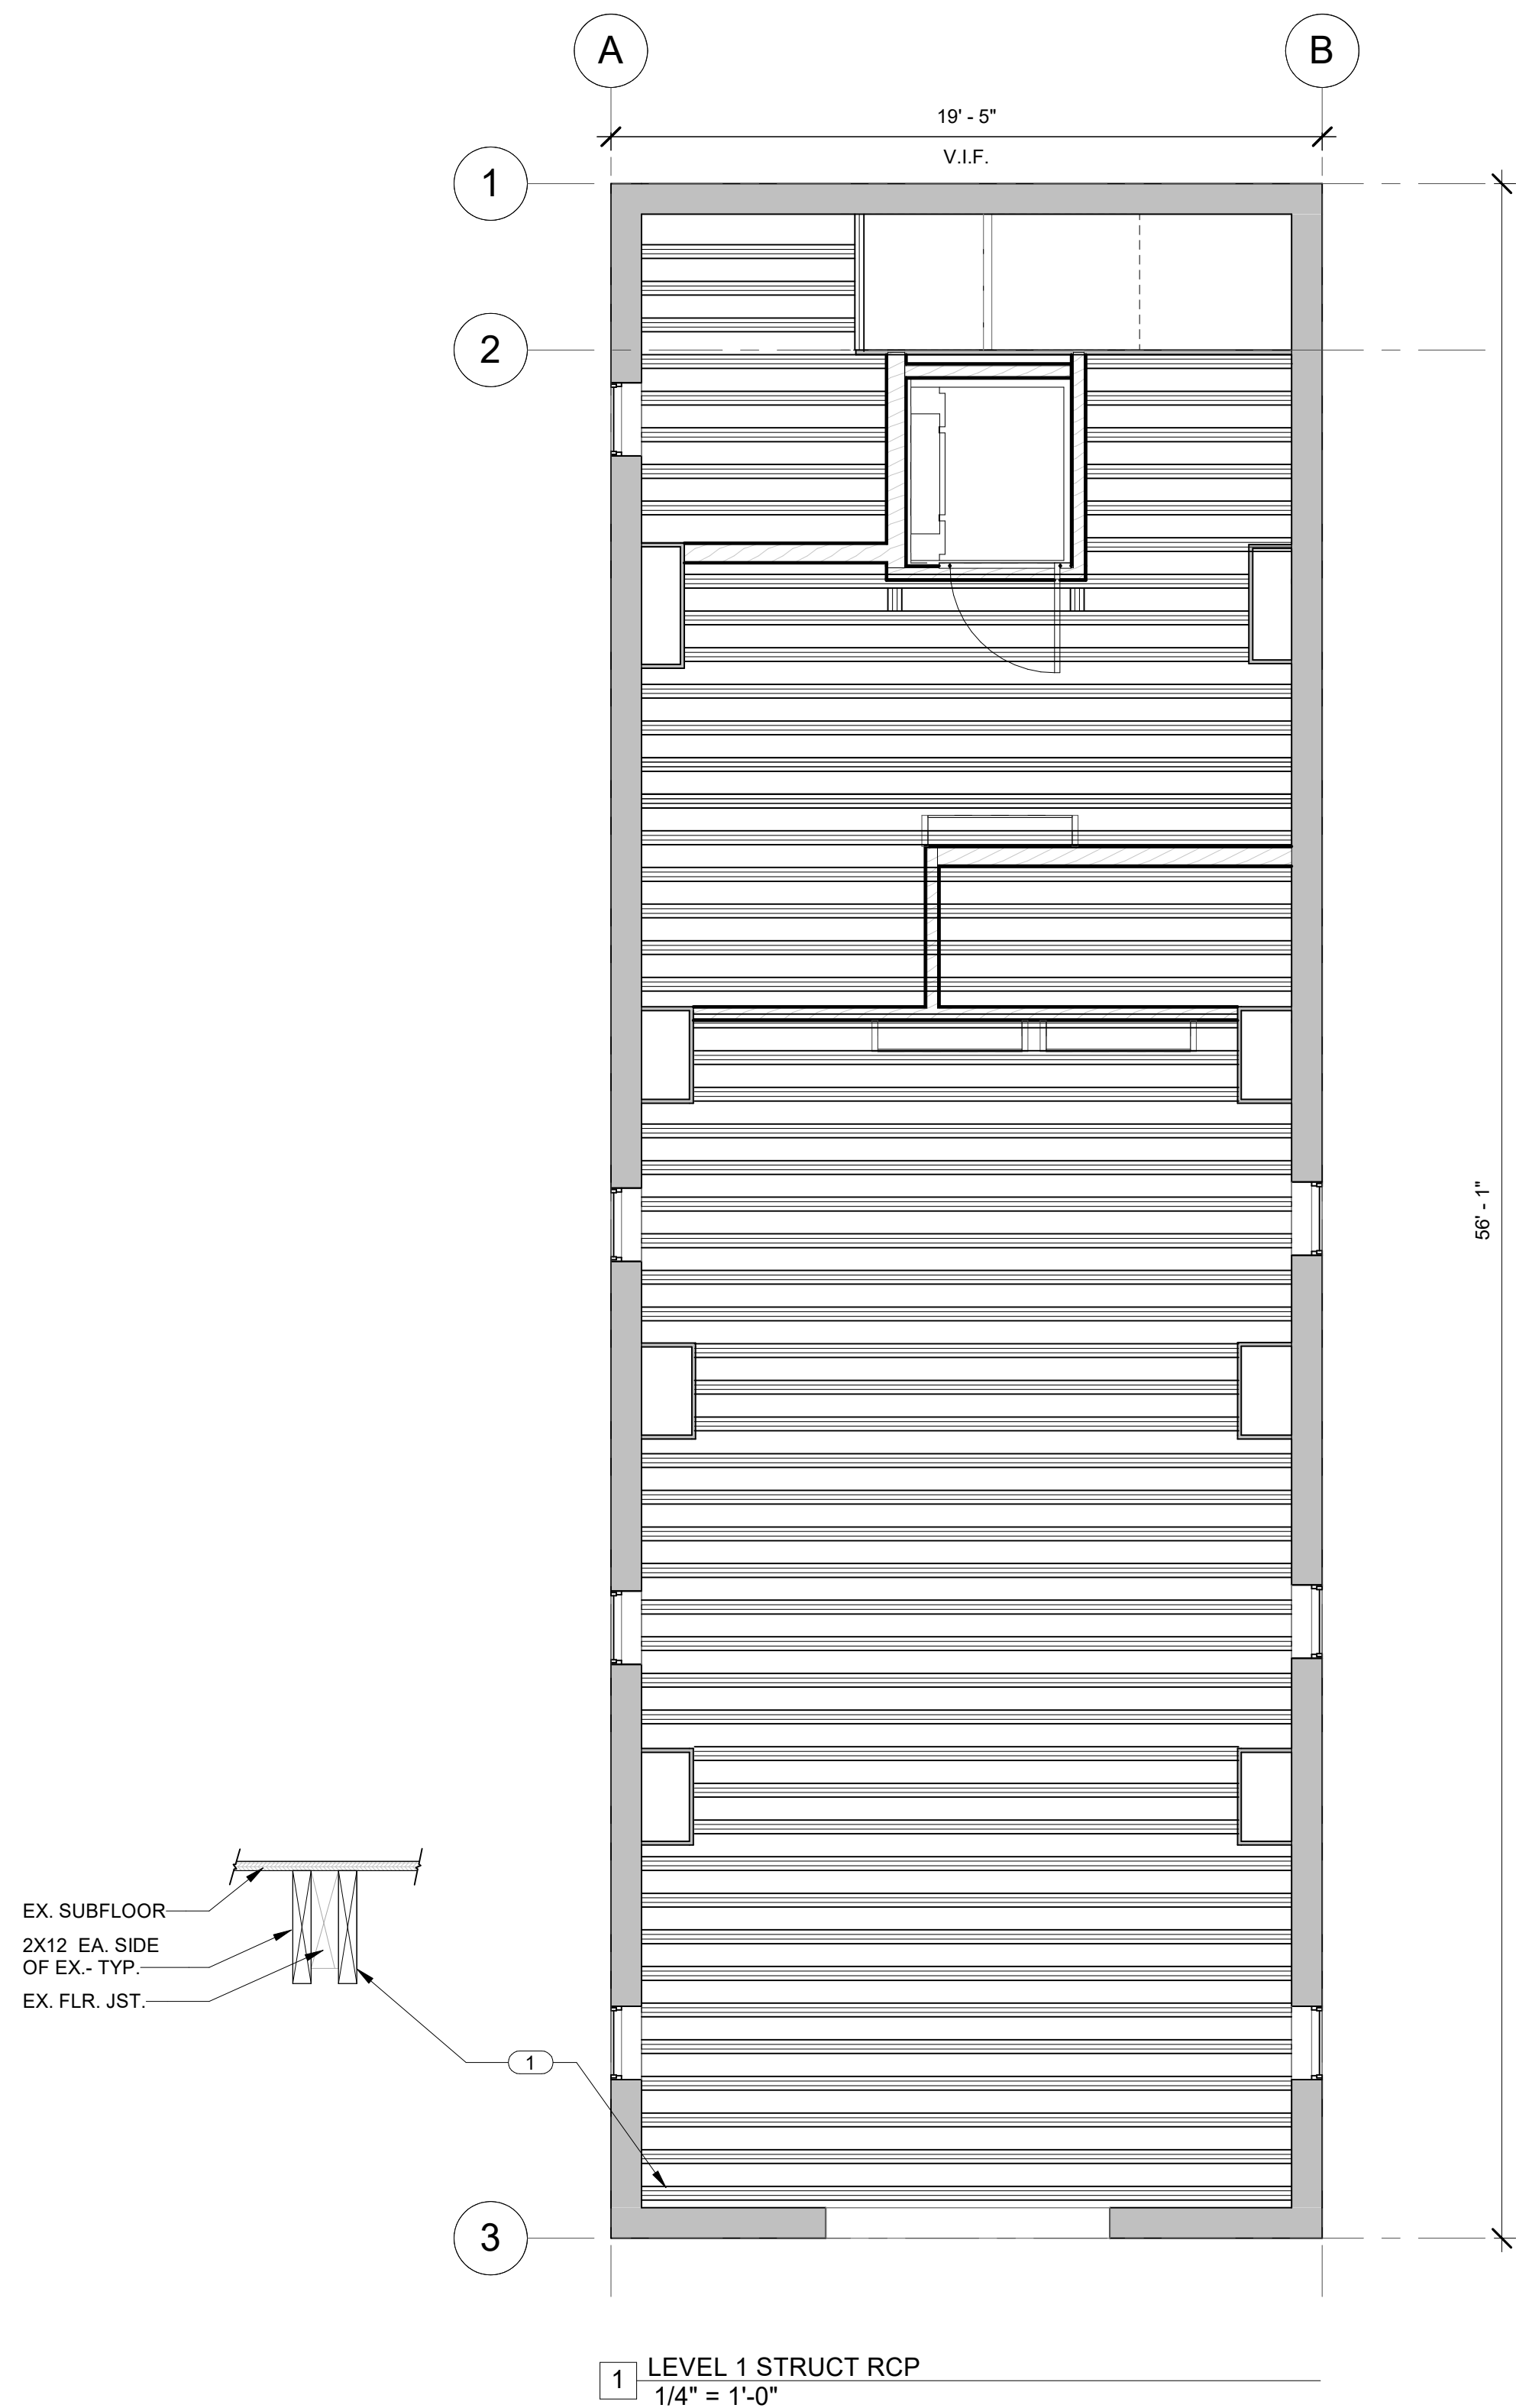 A
B
19' - 5"
V.I.F.
1
2
56' - 1"
EX. SUBFLOOR
2X12 EA. SIDE
OF EX.- TYP.
EX. FLR. JST.
1
3
1
LEVEL 1 STRUCT RCP
1/4" = 1'-0"